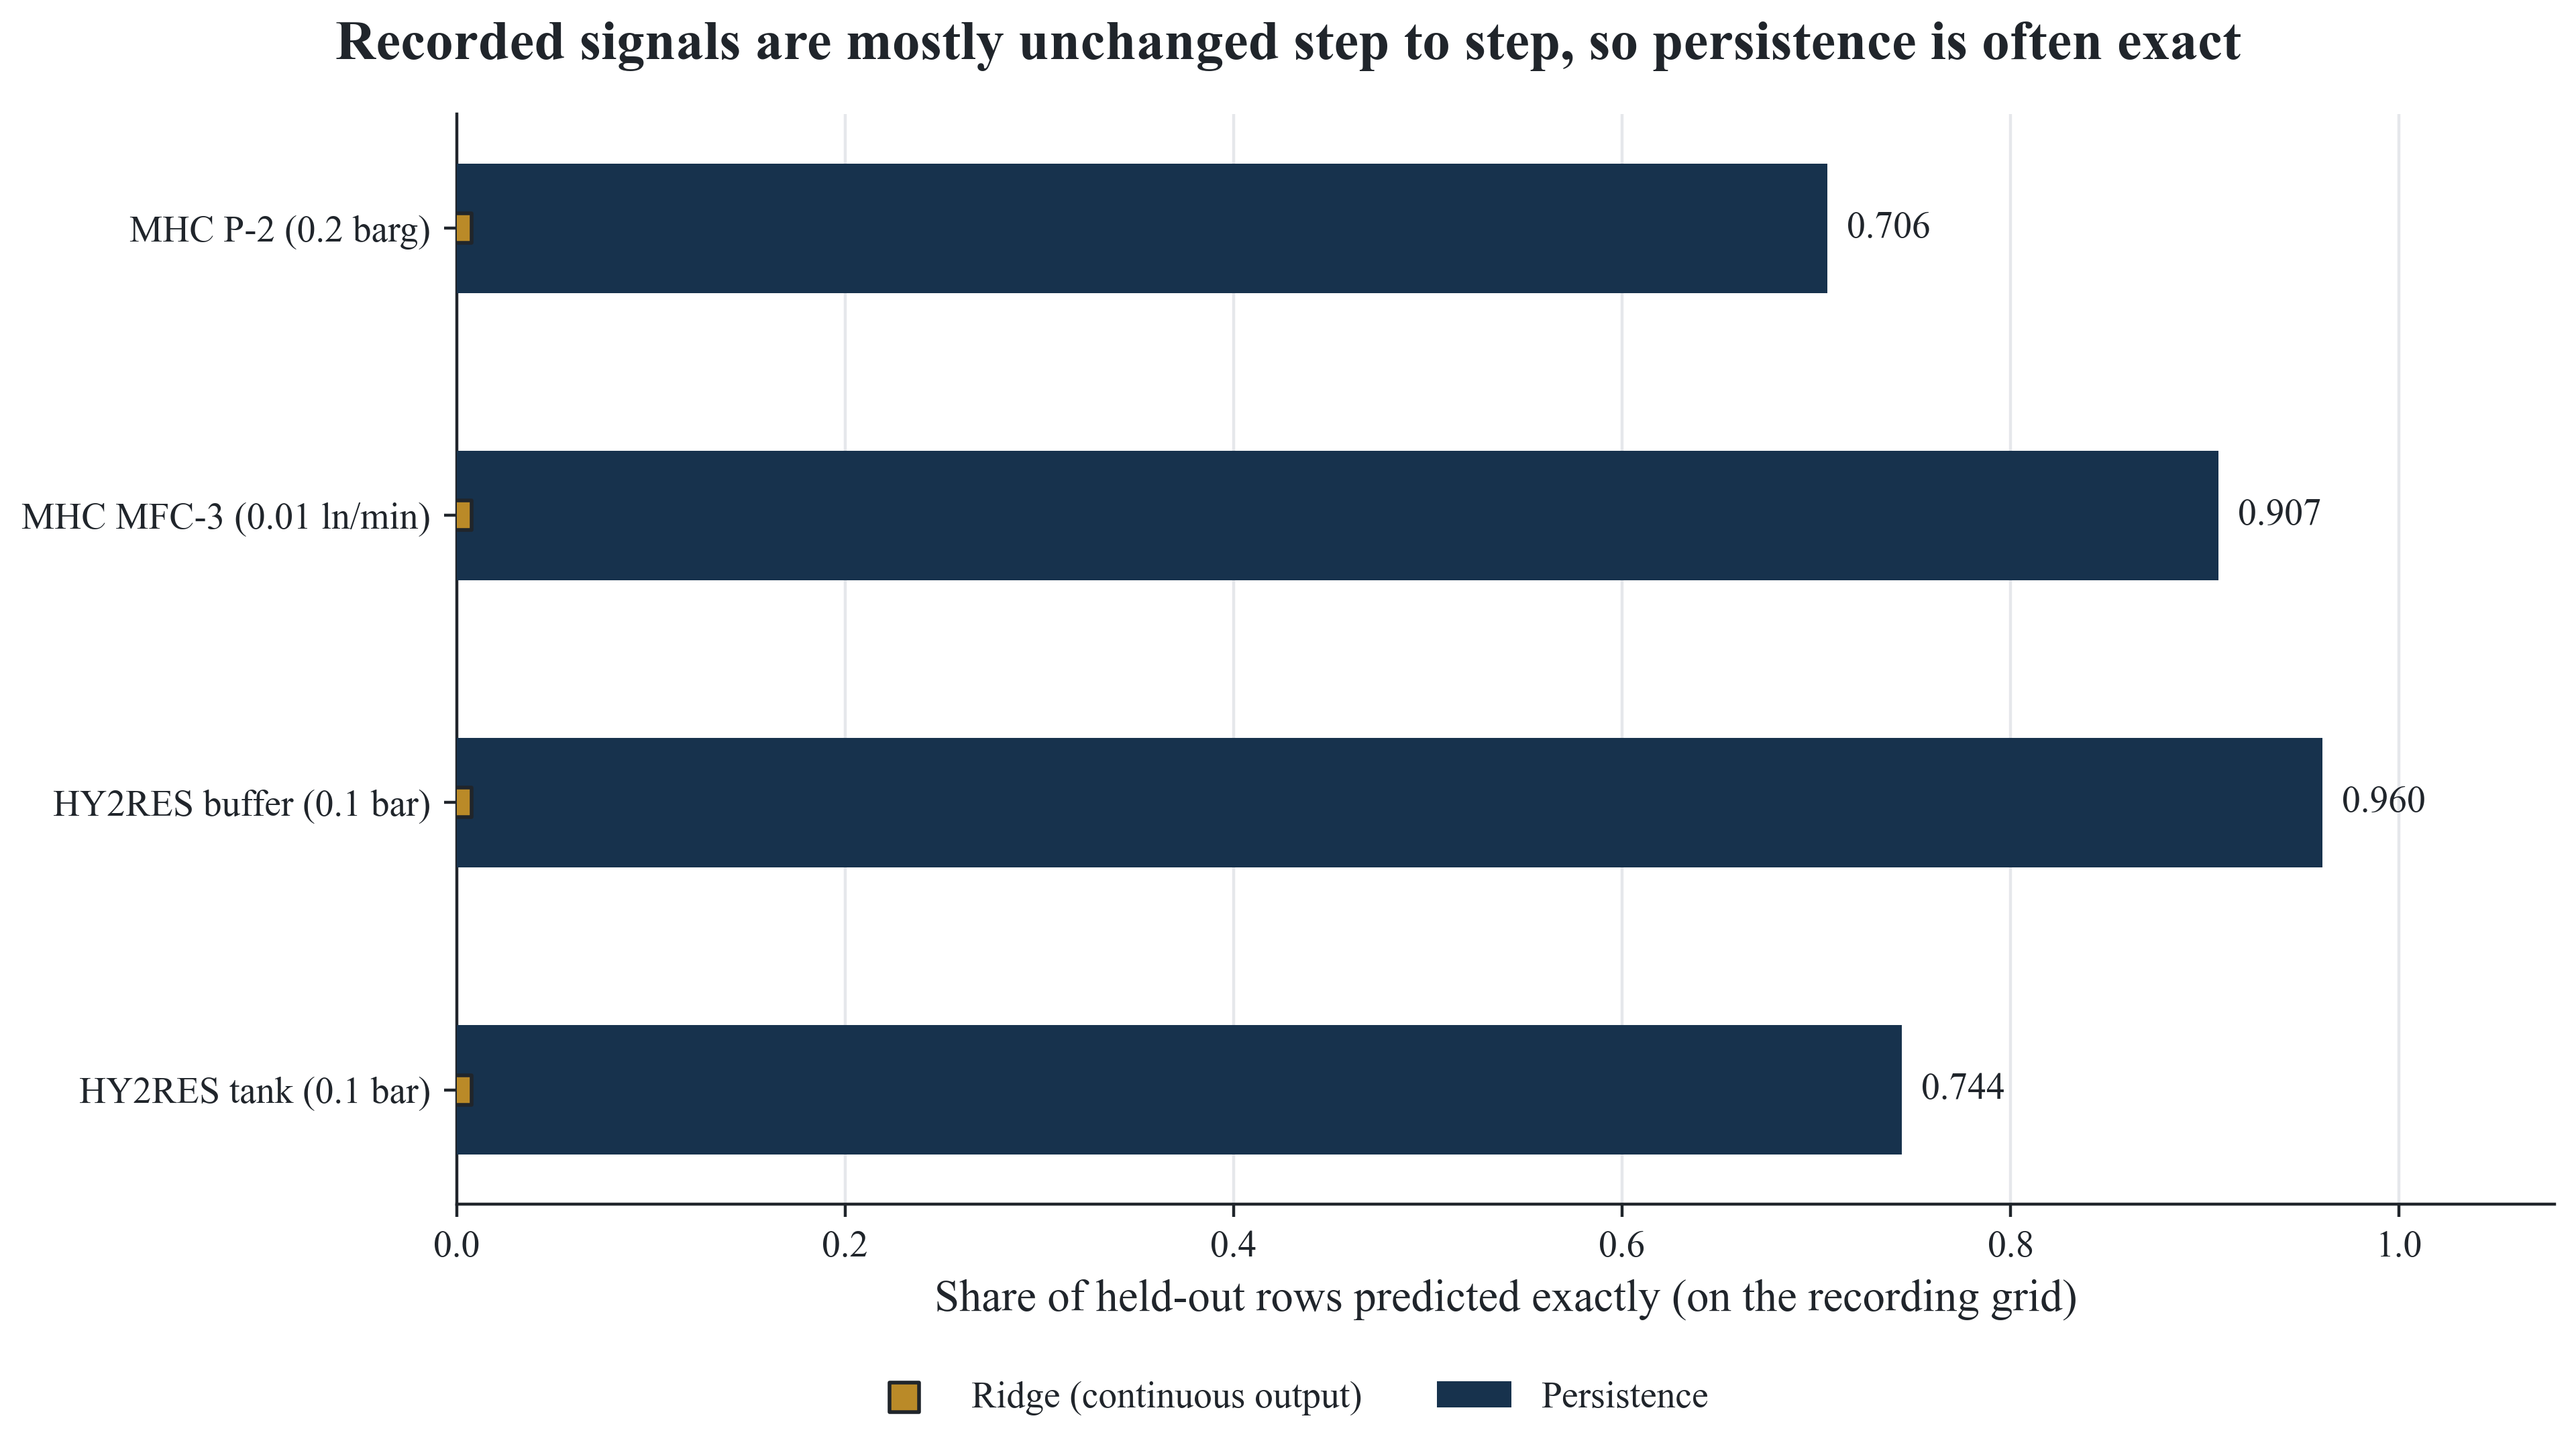 Recorded signals are mostly unchanged step to step, so persistence is often exact
MHC P-2 (0.2 barg)
0.706
MHC MFC-3 (0.01 ln/min)
0.907
HY2RES buffer (0.1 bar)
0.960
HY2RES tank (0.1 bar)
0.744
0.0 0.2 0.4 0.6 0.8 1.0
Share of held-out rows predicted exactly (on the recording grid)
Ridge (continuous output) Persistence